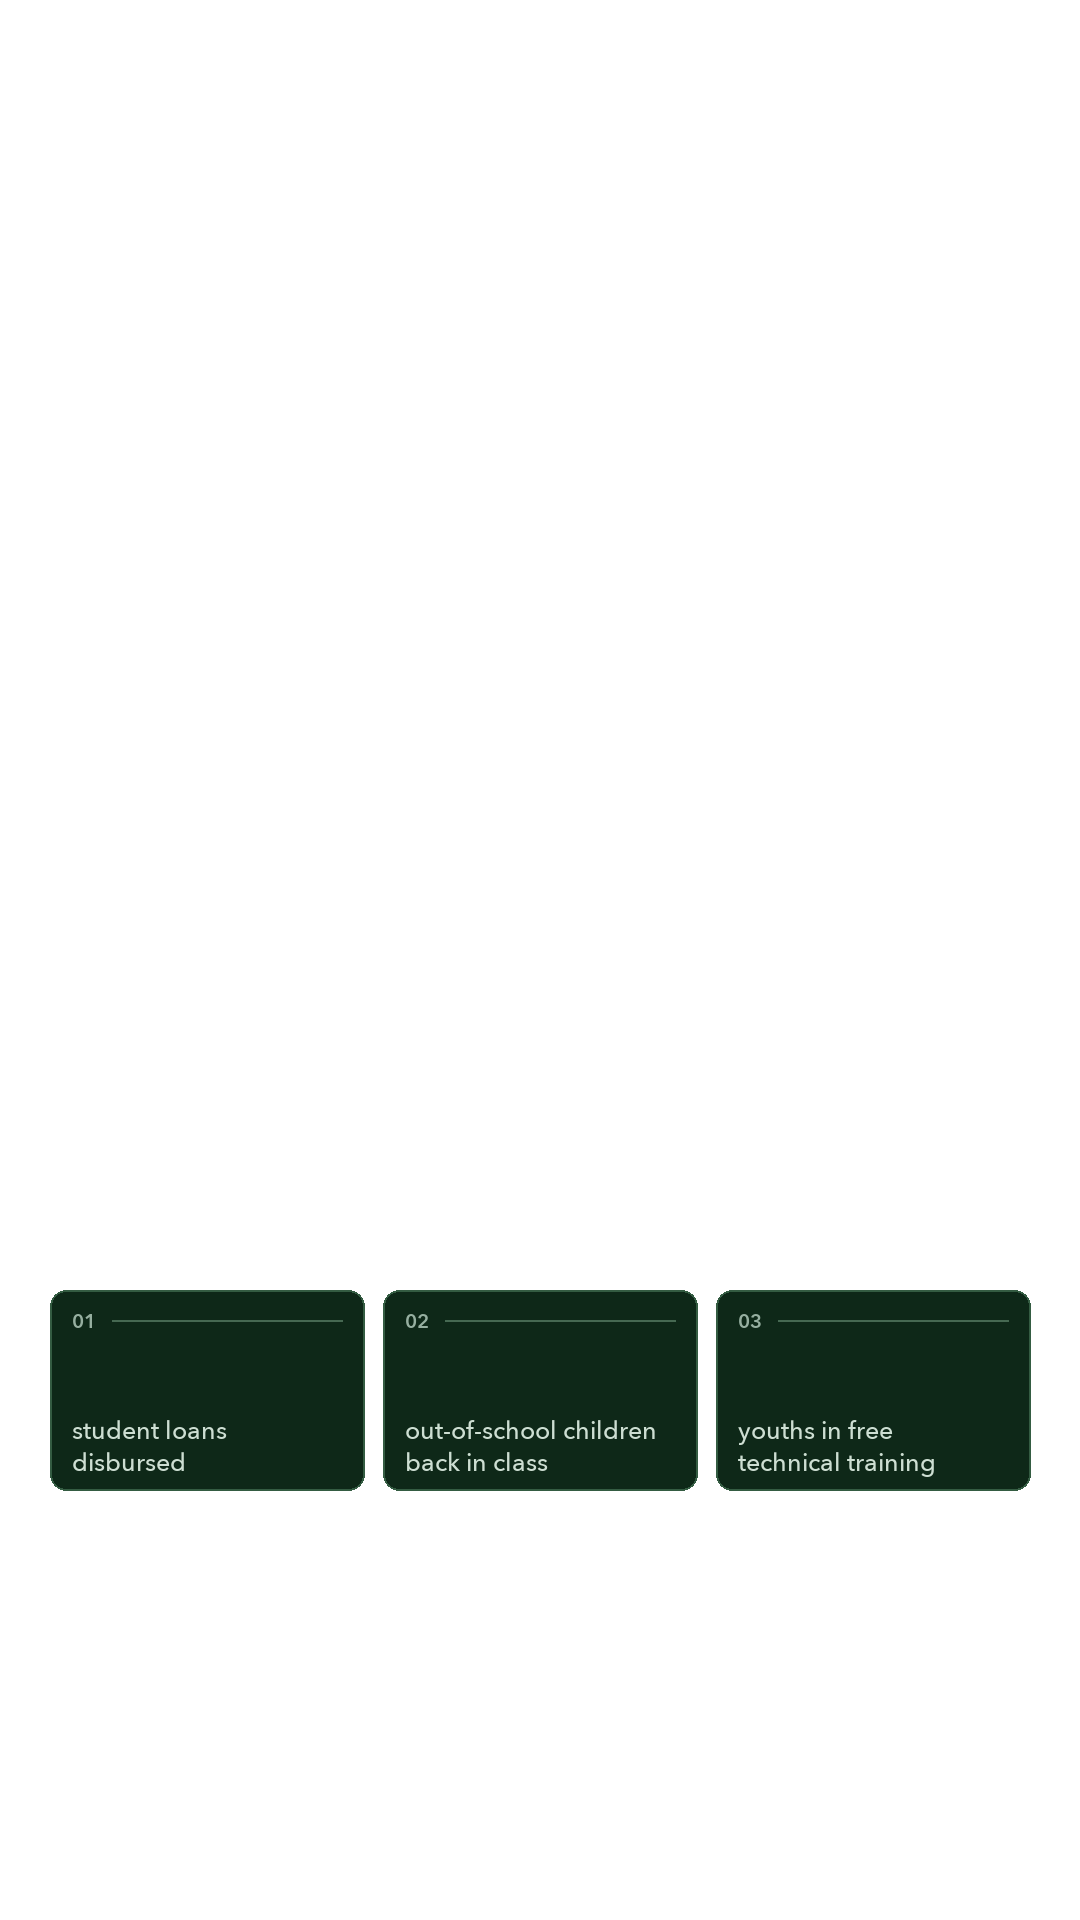 01
student loans
disbursed
02
out-of-school children
back in class
03
youths in free
technical training